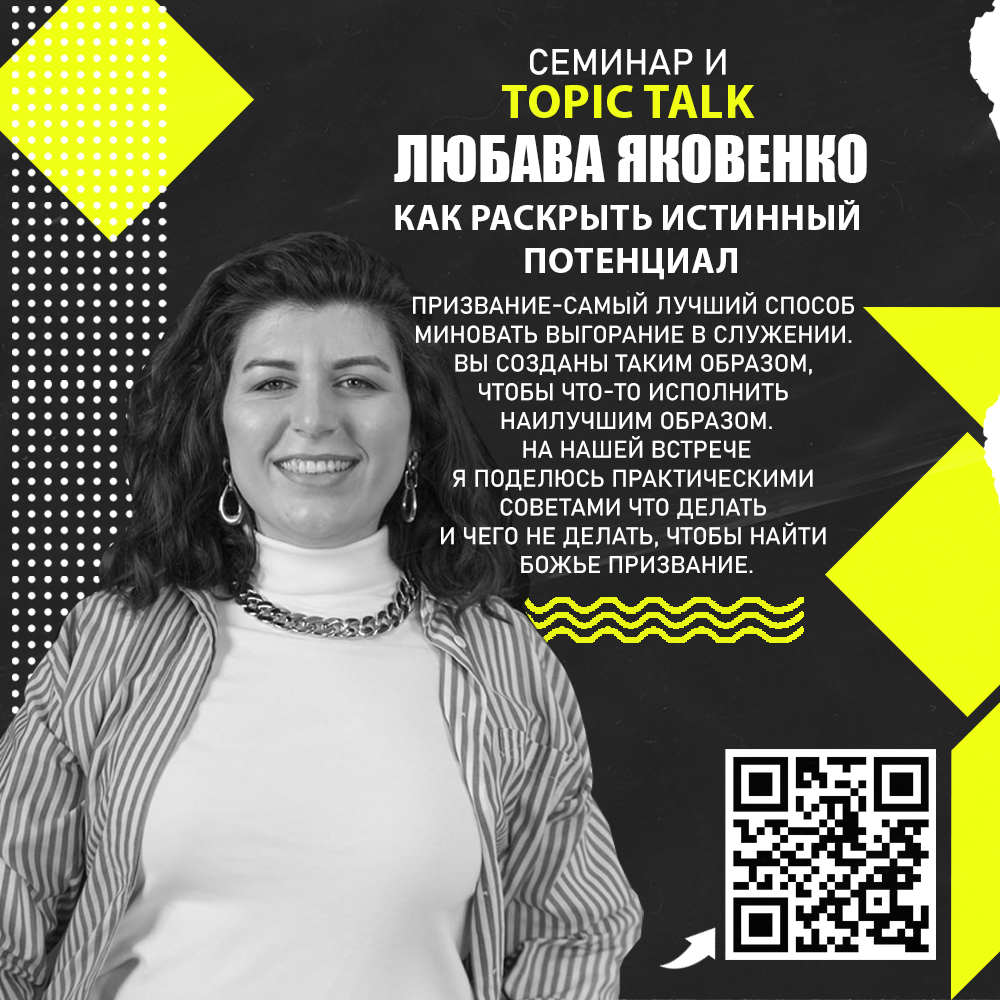 СЕМИНАР И
TOPIC TALK
ЛЮБАВА ЯКОВЕНКО
КАК РАСКРЫТЬ ИСТИННЫЙ
ПОТЕНЦИАЛ
ПРИЗВАНИЕ-САМЫЙ ЛУЧШИЙ СПОСОБ
МИНОВАТЬ ВЫГОРАНИЕ В СЛУЖЕНИИ.
ВЫ СОЗДАНЫ ТАКИМ ОБРАЗОМ,
ЧТОБЫ ЧТО-ТО ИСПОЛНИТЬ
НАИЛУЧШИМ ОБРАЗОМ.
НА НАШЕЙ ВСТРЕЧЕ
Я ПОДЕЛЮСЬ ПРАКТИЧЕСКИМИ
СОВЕТАМИ ЧТО ДЕЛАТЬ
И ЧЕГО НЕ ДЕЛАТЬ, ЧТОБЫ НАЙТИ
БОЖЬЕ ПРИЗВАНИЕ.